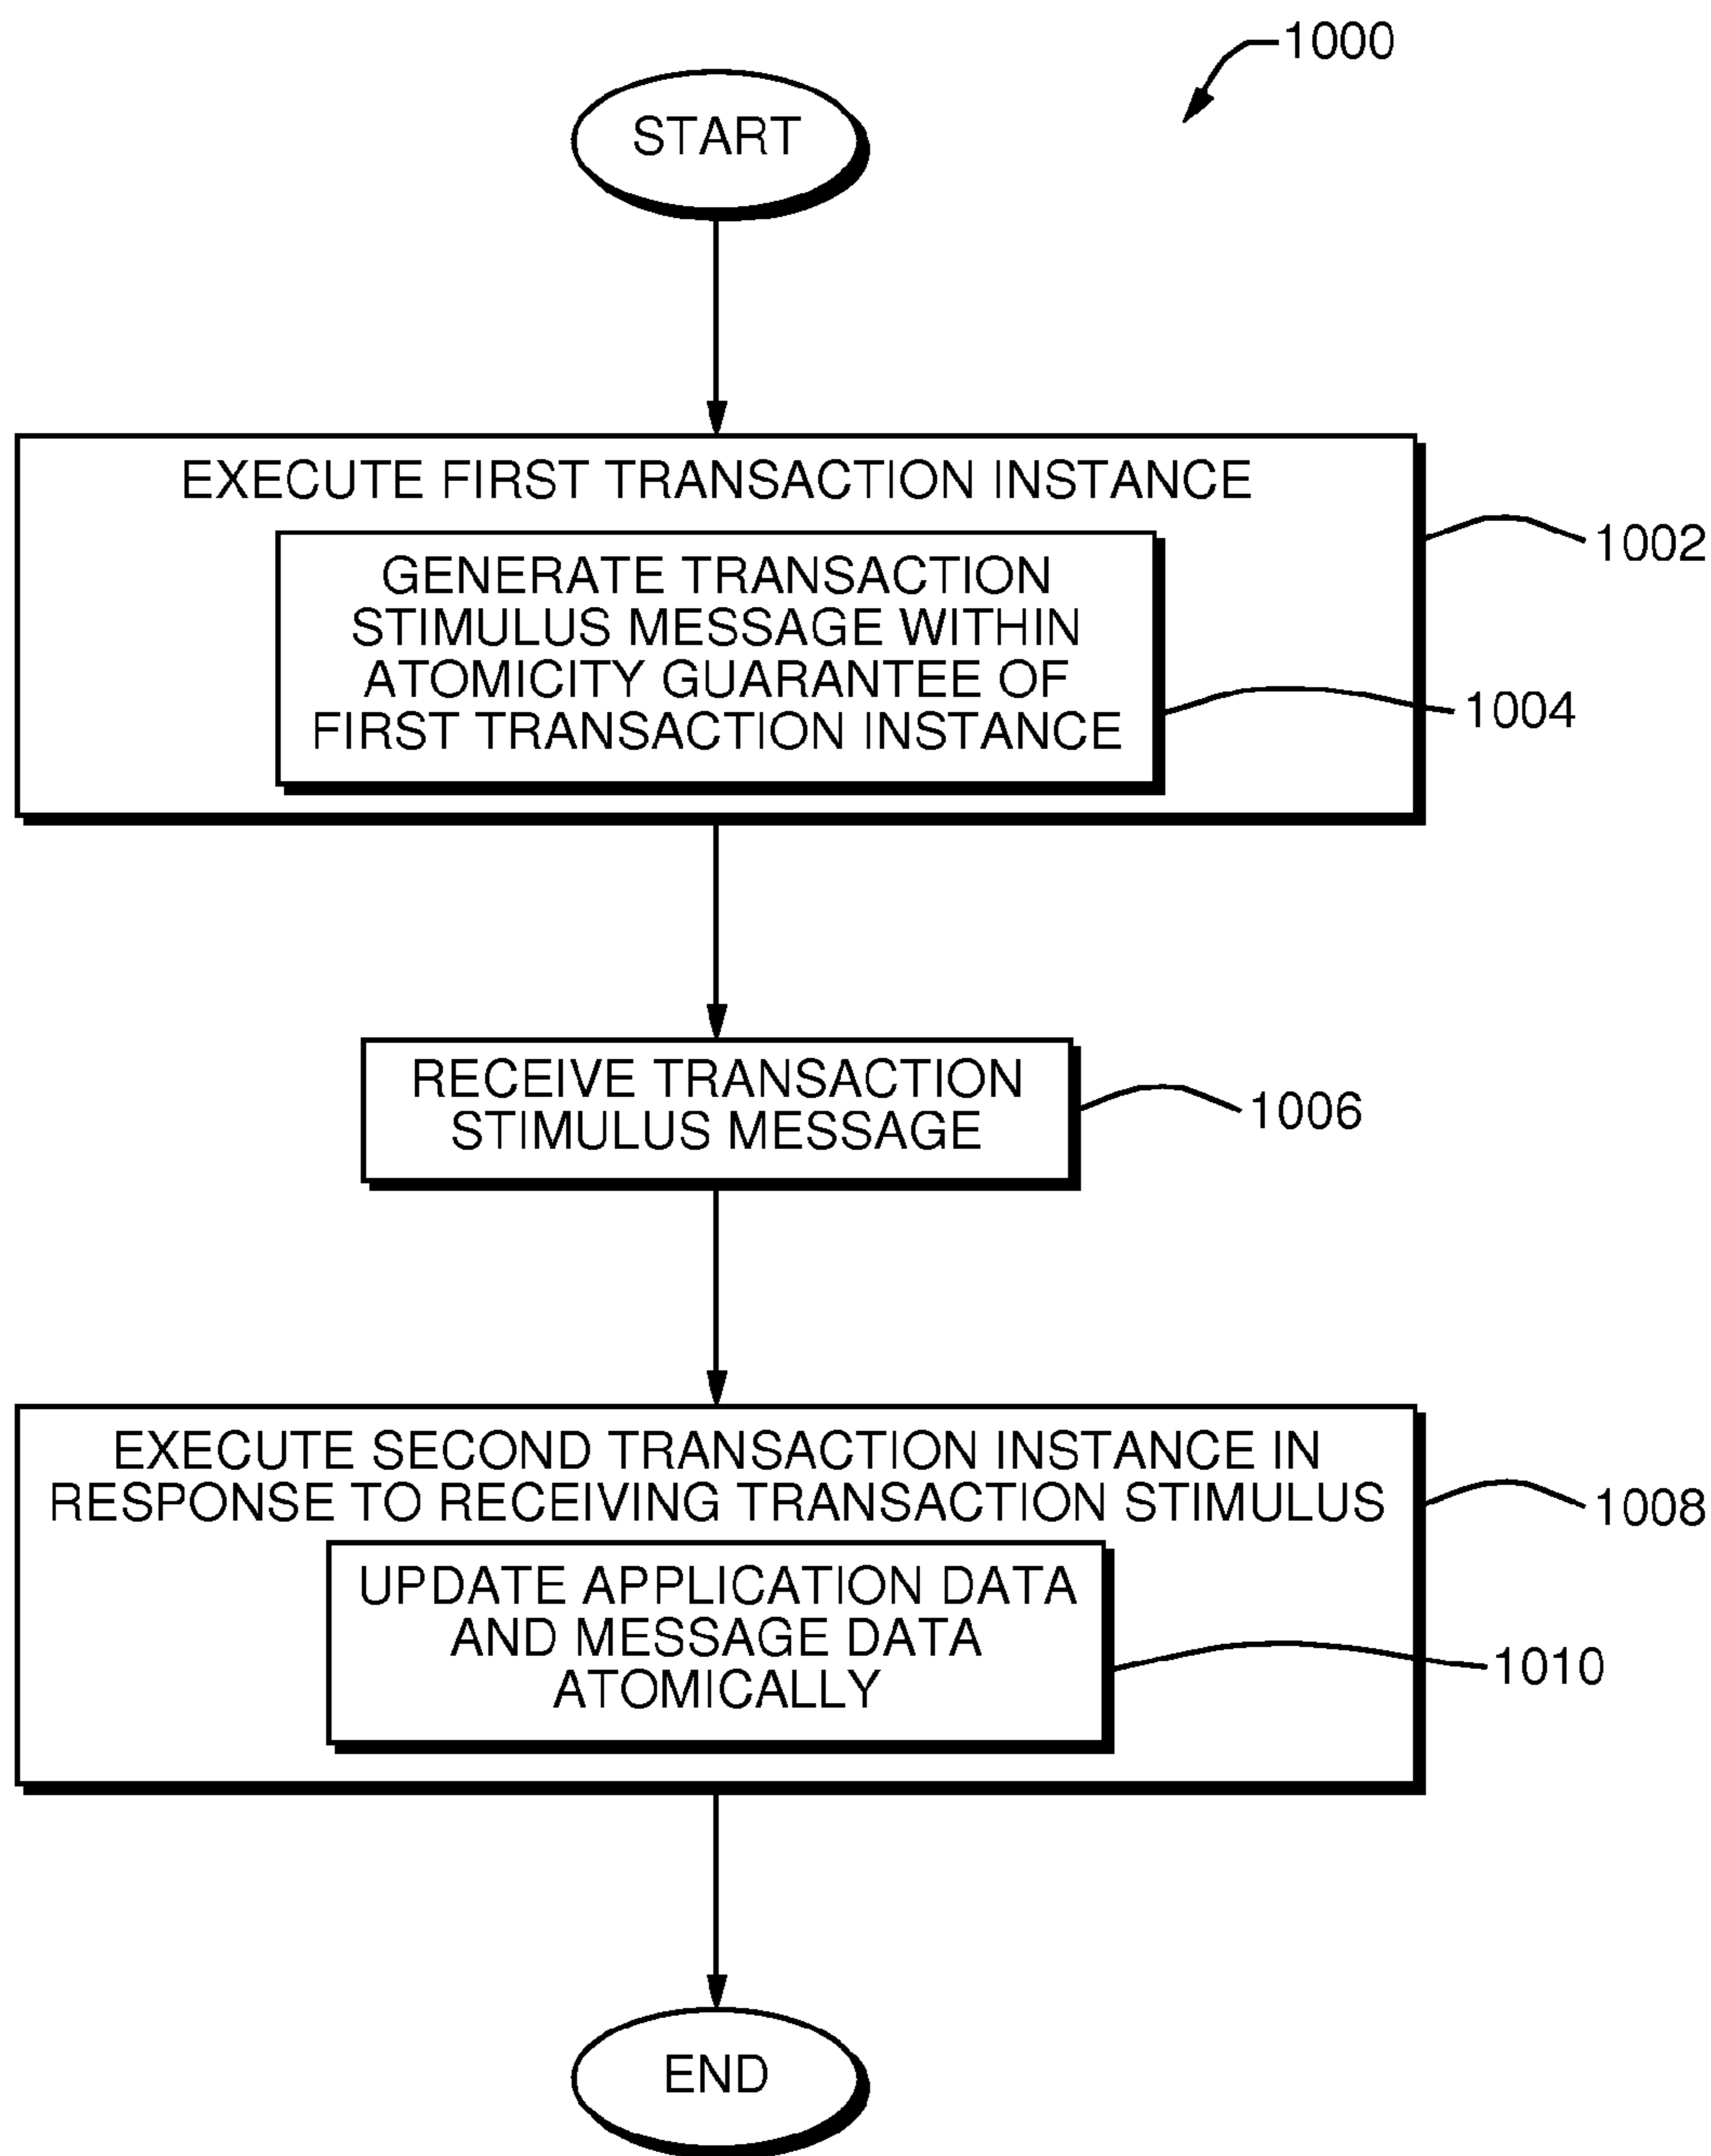 1000
START
EXECUTE FIRST TRANSACTION INSTANCE
1002
GENERATE TRANSACTION
STIMULUS MESSAGE WITHIN
ATOMICITY GUARANTEE OF
FIRST TRANSACTION INSTANCE
1004
RECEIVE TRANSACTION
STIMULUS MESSAGE
1006
EXECUTE SECOND TRANSACTION INSTANCE IN
RESPONSE TO RECEIVING TRANSACTION STIMULUS
1008
UPDATE APPLICATION DATA
AND MESSAGE DATA
ATOMICALLY
1010
END